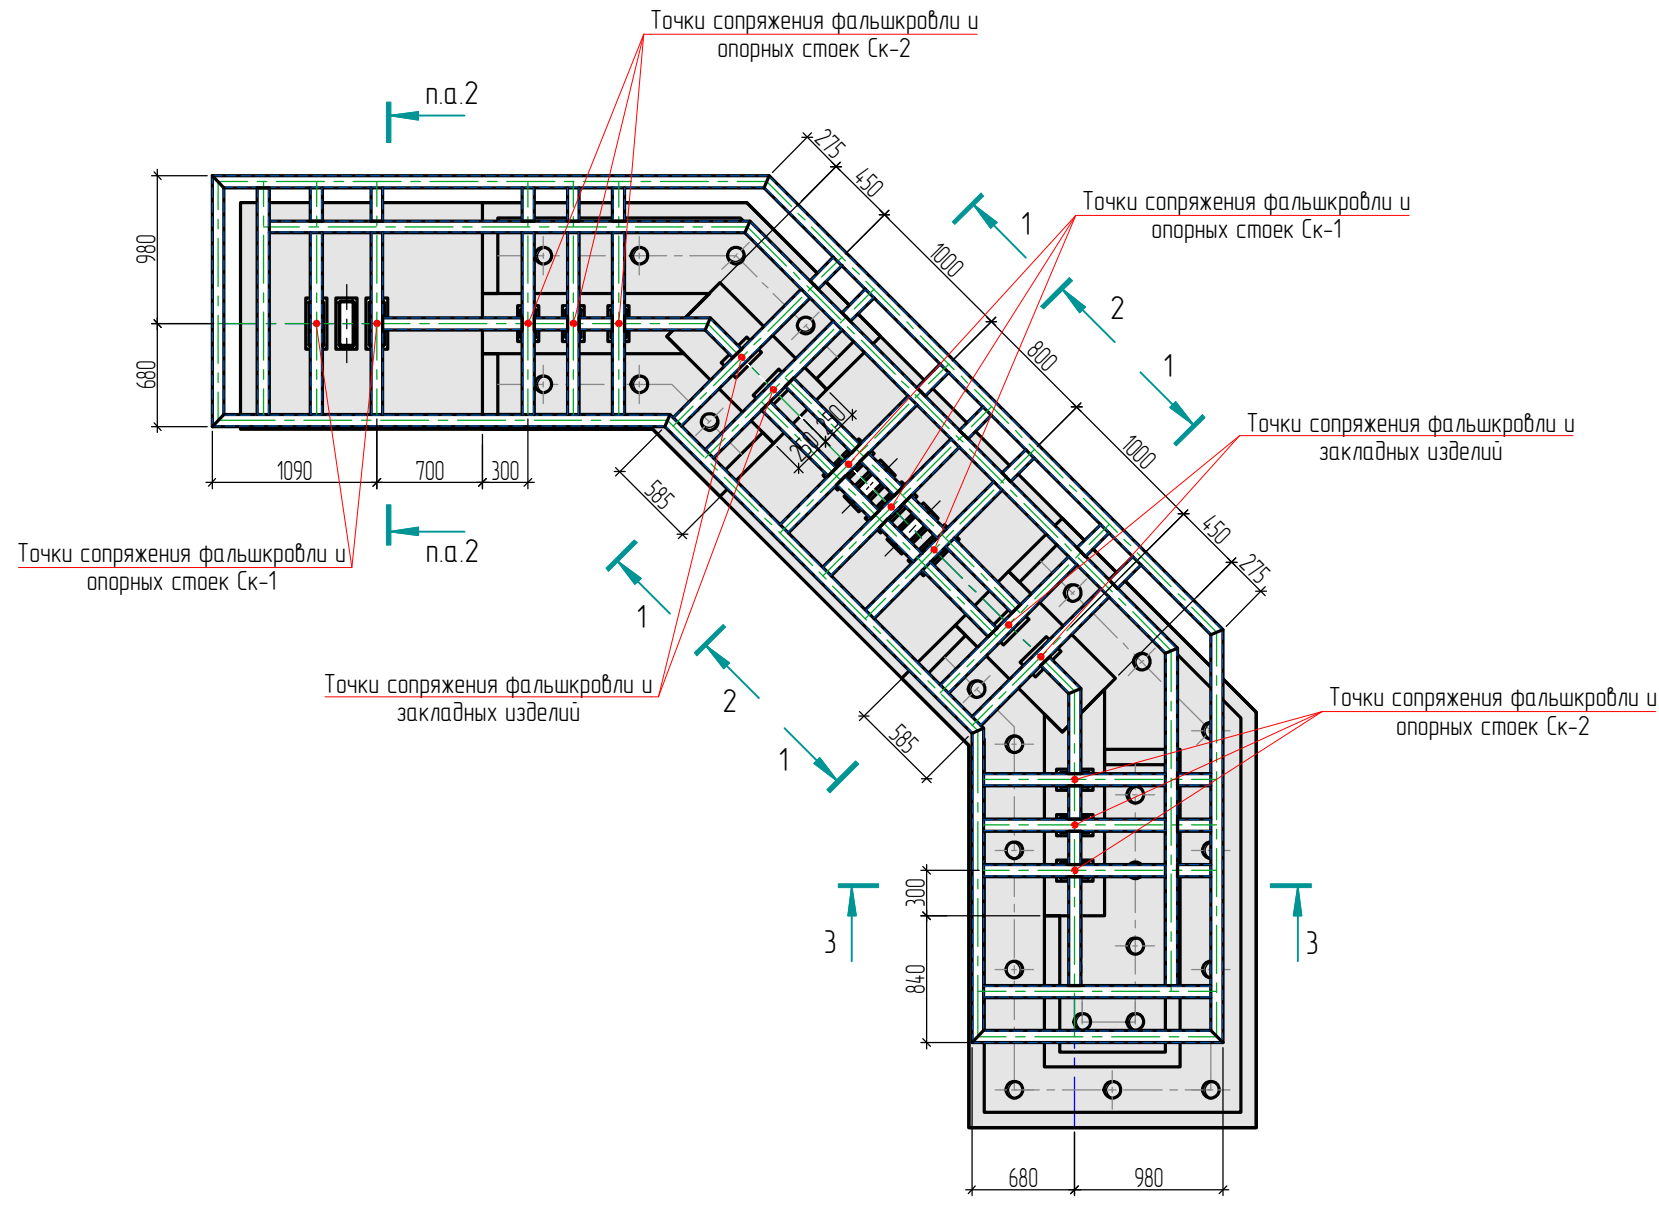 Точки сопряжения фальшкровли и
опорных стоек Ск-2
п.а.2
275
450
1000
800
1000
450
275
Точки сопряжения фальшкровли и
опорных стоек Ск-1
1
2
1
980
680
1090
700
300
260
250
585
585
Точки сопряжения фальшкровли и
закладных изделий
п.а.2
Точки сопряжения фальшкровли и
опорных стоек Ск-1
1
2
1
Точки сопряжения фальшкровли и
закладных изделий
Точки сопряжения фальшкровли и
опорных стоек Ск-2
300
840
3
3
680
980